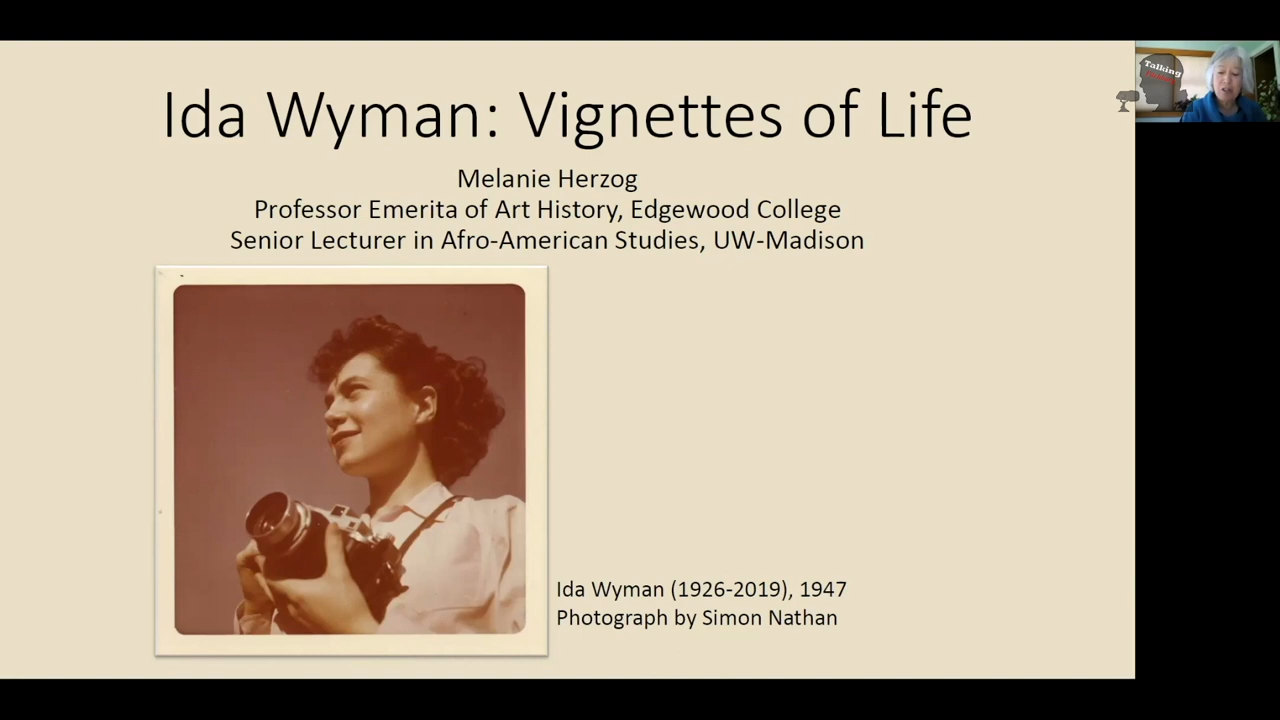 Ida Wyman: Vignettes of Life
Melanie Herzog
Professor Emerita of Art History, Edgewood College
Senior Lecturer in Afro-American Studies, UW-Madison
Ida Wyman (1926-2019), 1947
Photograph by Simon Nathan
Talking